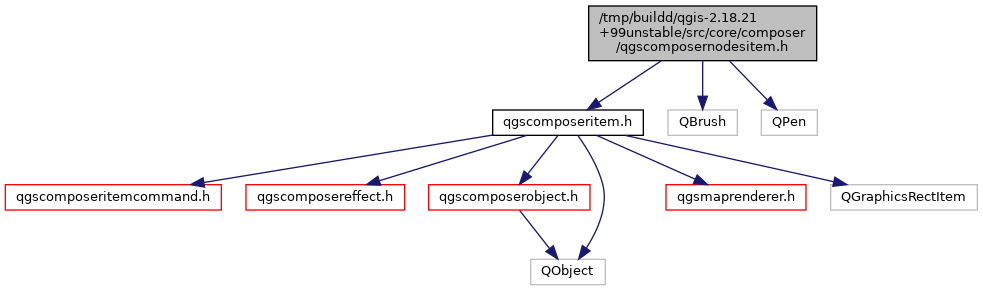 /tmp/buildd/qgis-2.18.21
+99unstable/src/core/composer
/qgscomposernodesitem.h
qgscomposeritem.h
QBrush
QPen
qgscomposeritemcommand.h
qgscomposereffect.h
qgscomposerobject.h
qgsmaprenderer.h
QGraphicsRectItem
QObject